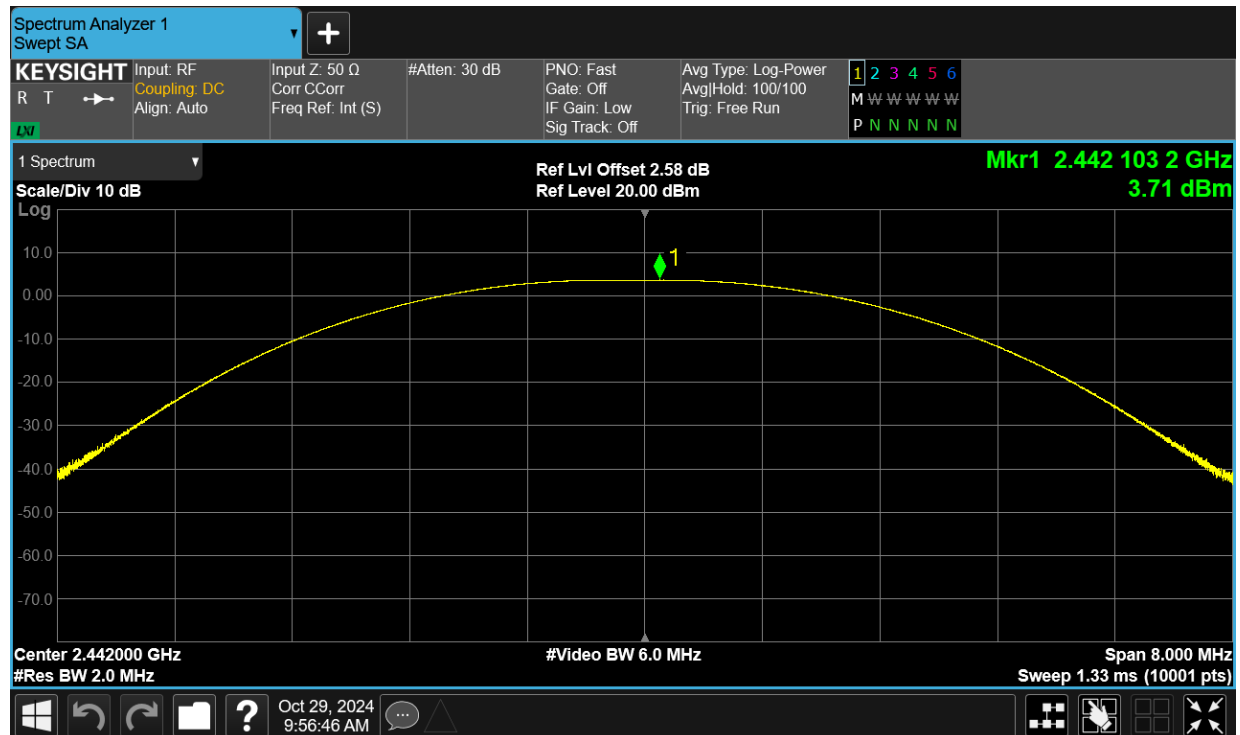 Spectrum Analyzer 1
Swept SA
KEYSIGHT
R T
LXI
Input: RF
Coupling: DC
Align: Auto
Input Z: 50 Ω
Corr CCorr
Freq Ref: Int (S)
#Atten: 30 dB
PNO: Fast
Gate: Off
IF Gain: Low
Sig Track: Off
Avg Type: Log-Power
Avg|Hold: 100/100
Trig: Free Run
1 2 3 4 5 6
M W W W W W
P N N N N N
1 Spectrum
Scale/Div 10 dB
Log
Ref Lvl Offset 2.58 dB
Ref Level 20.00 dBm
Mkr1 2.442 103 2 GHz
3.71 dBm
1
10.0
0.00
-10.0
-20.0
-30.0
-40.0
-50.0
-60.0
-70.0
Center 2.442000 GHz
#Res BW 2.0 MHz
#Video BW 6.0 MHz
Span 8.000 MHz
Sweep 1.33 ms (10001 pts)
?
Oct 29, 2024
9:56:46 AM